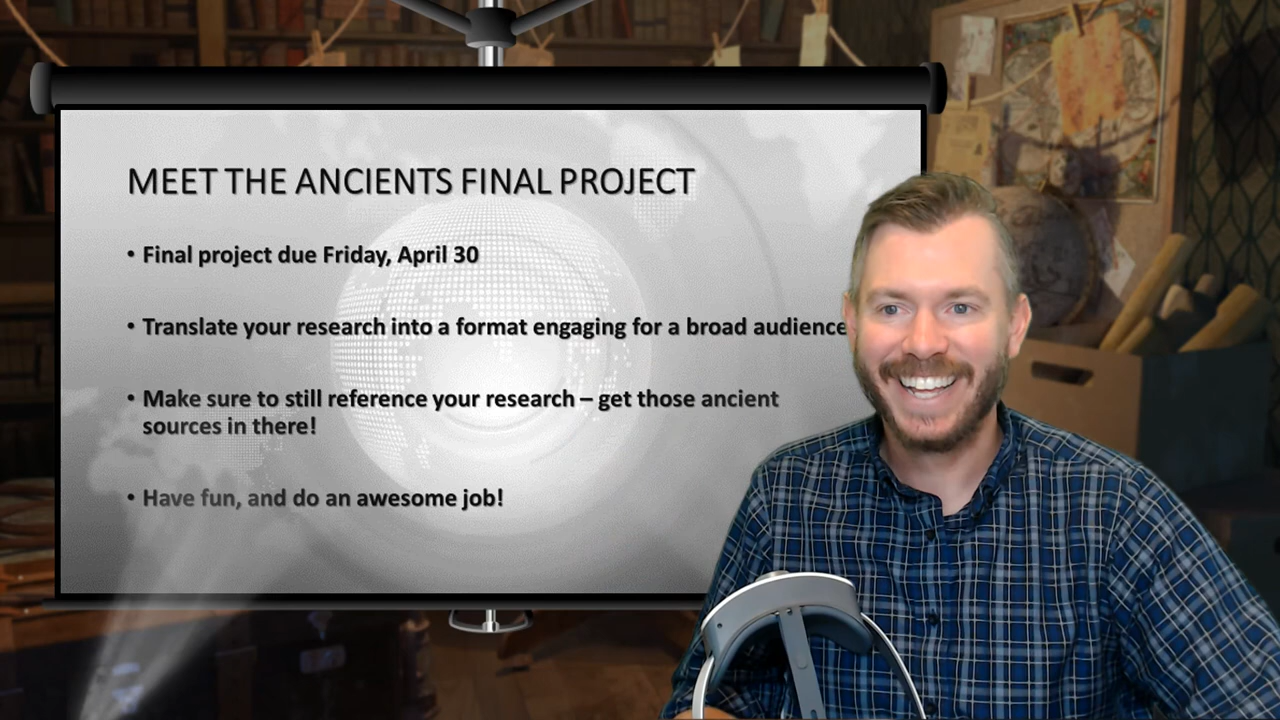 MEET THE ANCIENTS FINAL PROJECT
• Final project due Friday, April 30
• Translate your research into a format engaging for a broad audience
• Make sure to still reference your research – get those ancient
sources in there!
• Have fun, and do an awesome job!